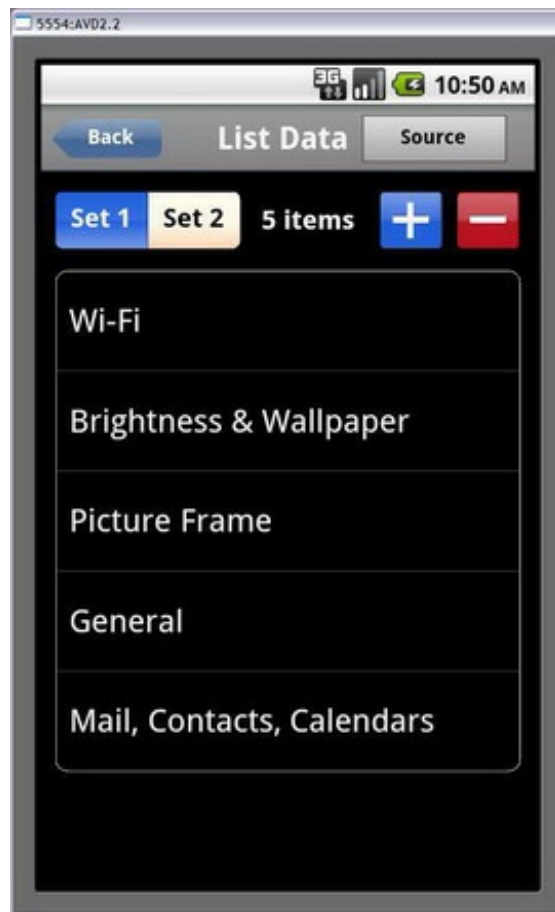 5554:AVD2.2
3G 10:50 AM
Back List Data Source
Set 1 Set 2 5 items + −
Wi-Fi
Brightness & Wallpaper
Picture Frame
General
Mail, Contacts, Calendars